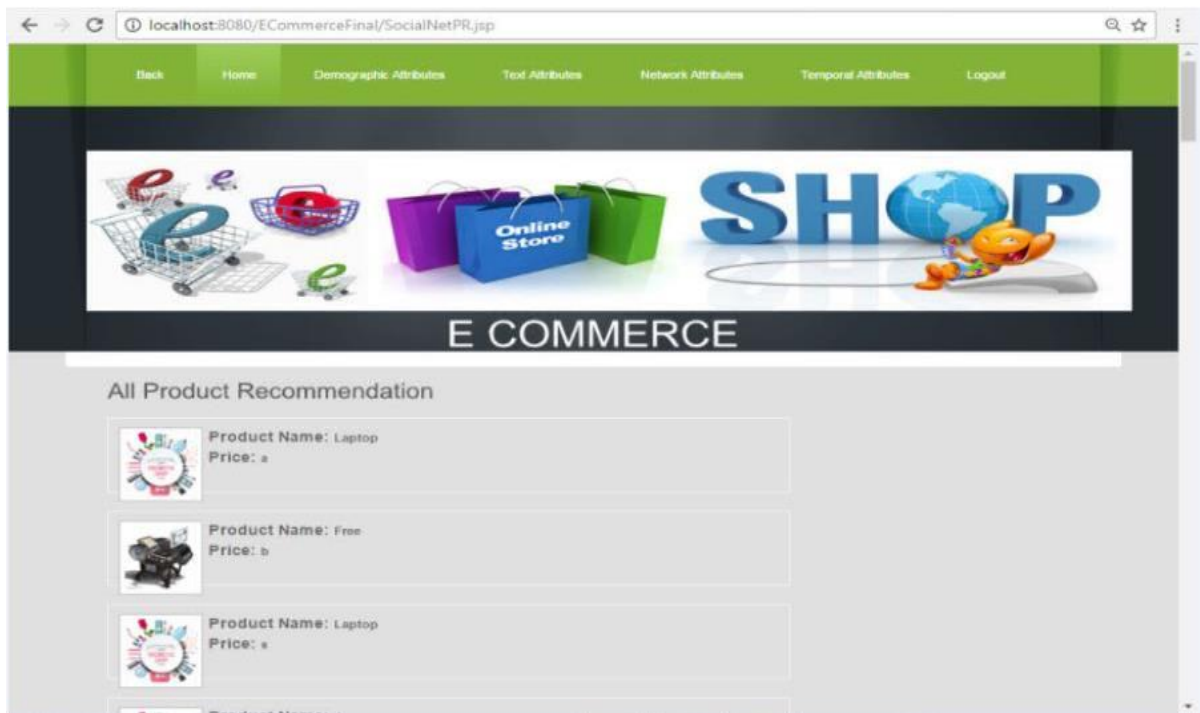 localhost:8080/ECommerceFinal/SocialNetPR.jsp
Back Home Demographic Attributes Text Attributes Network Attributes Temporal Attributes Logout
e e e e e
Online
Store
SHOP
E COMMERCE
All Product Recommendation
Product Name: Laptop
Price: a
Product Name: Free
Price: b
Product Name: Laptop
Price: